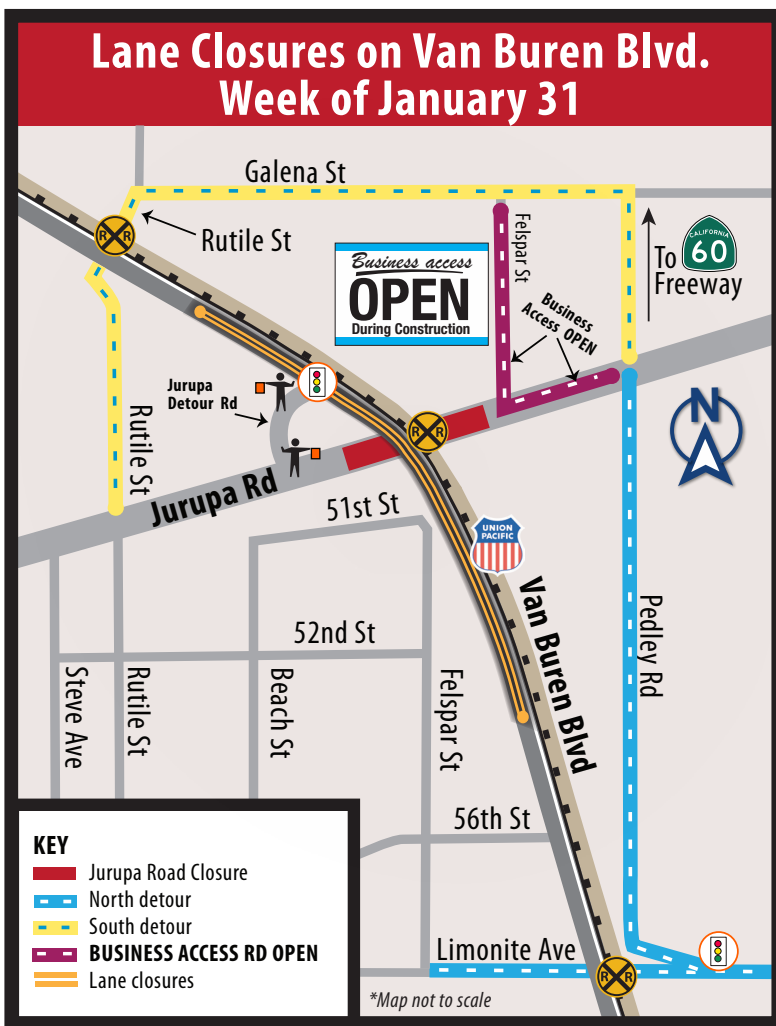 Lane Closures on Van Buren Blvd.
Week of January 31
Galena St
Rutile St
R R
Felspar St
CALIFORNIA
60
To
Freeway
Business access
OPEN
During Construction
Business
Access OPEN
Jurupa
Detour Rd
R R
N
Rutile St
Jurupa Rd
51st St
UNION
PACIFIC
Van Buren Blvd
Pedley Rd
52nd St
Steve Ave
Rutile St
Beach St
Felspar St
56th St
KEY
Jurupa Road Closure
North detour
South detour
BUSINESS ACCESS RD OPEN
Lane closures
Limonite Ave
R R
*Map not to scale